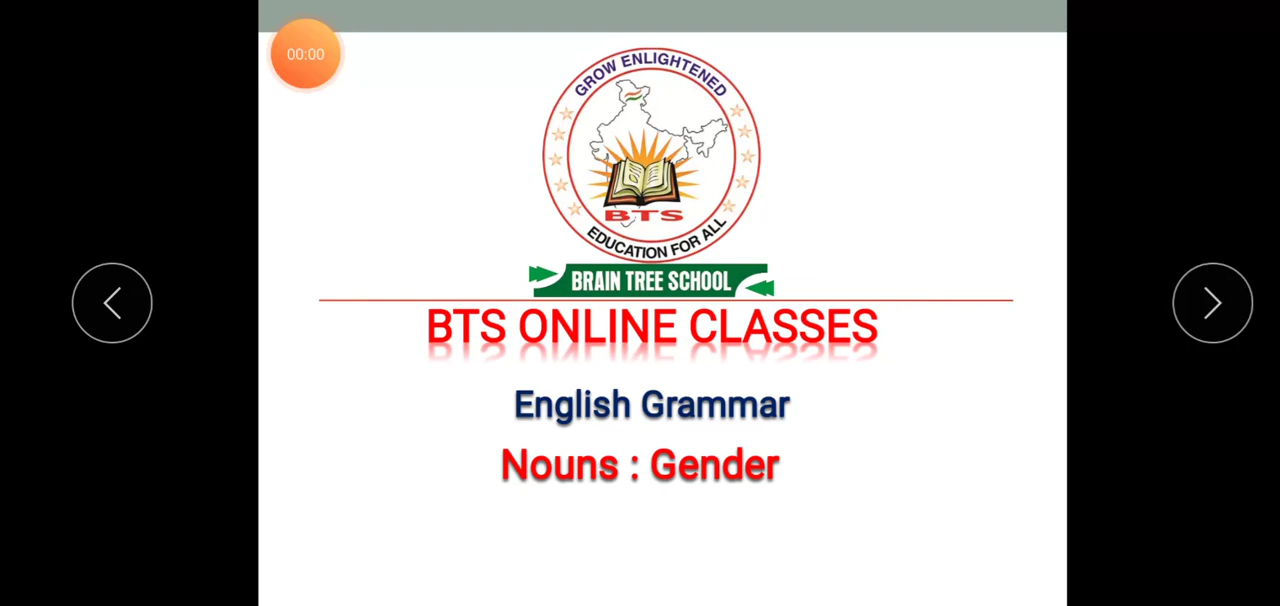 00:00
GROW ENLIGHTENED
BTS
EDUCATION FOR ALL
BRAIN TREE SCHOOL
BTS ONLINE CLASSES
English Grammar
Nouns : Gender